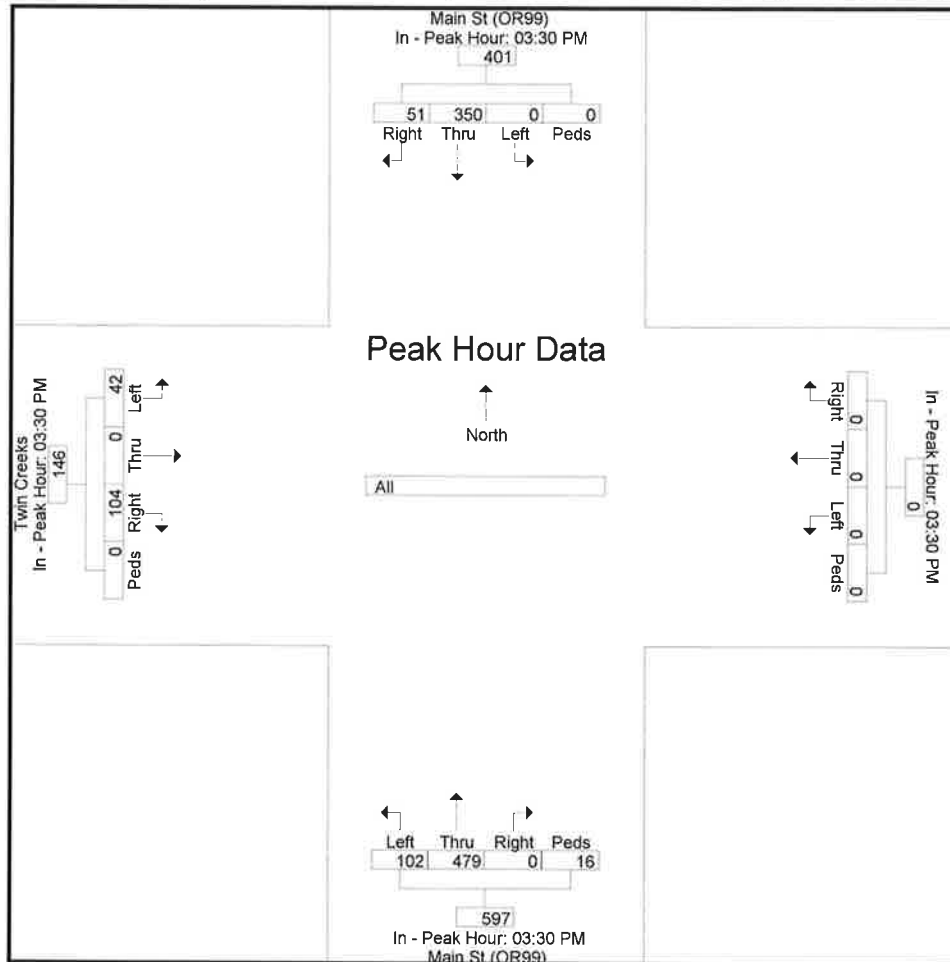 Main St (OR99)
In - Peak Hour: 03:30 PM
401
51 350 0 0
Right Thru Left Peds
Peak Hour Data
North
All
Twin Creeks
In - Peak Hour: 03:30 PM
146
42 0 104 0
Left Thru Right Peds
Right Thru Left Peds
0 0 0 0
0
In - Peak Hour: 03:30 PM
Left Thru Right Peds
102 479 0 16
597
In - Peak Hour: 03:30 PM
Main St (OR99)